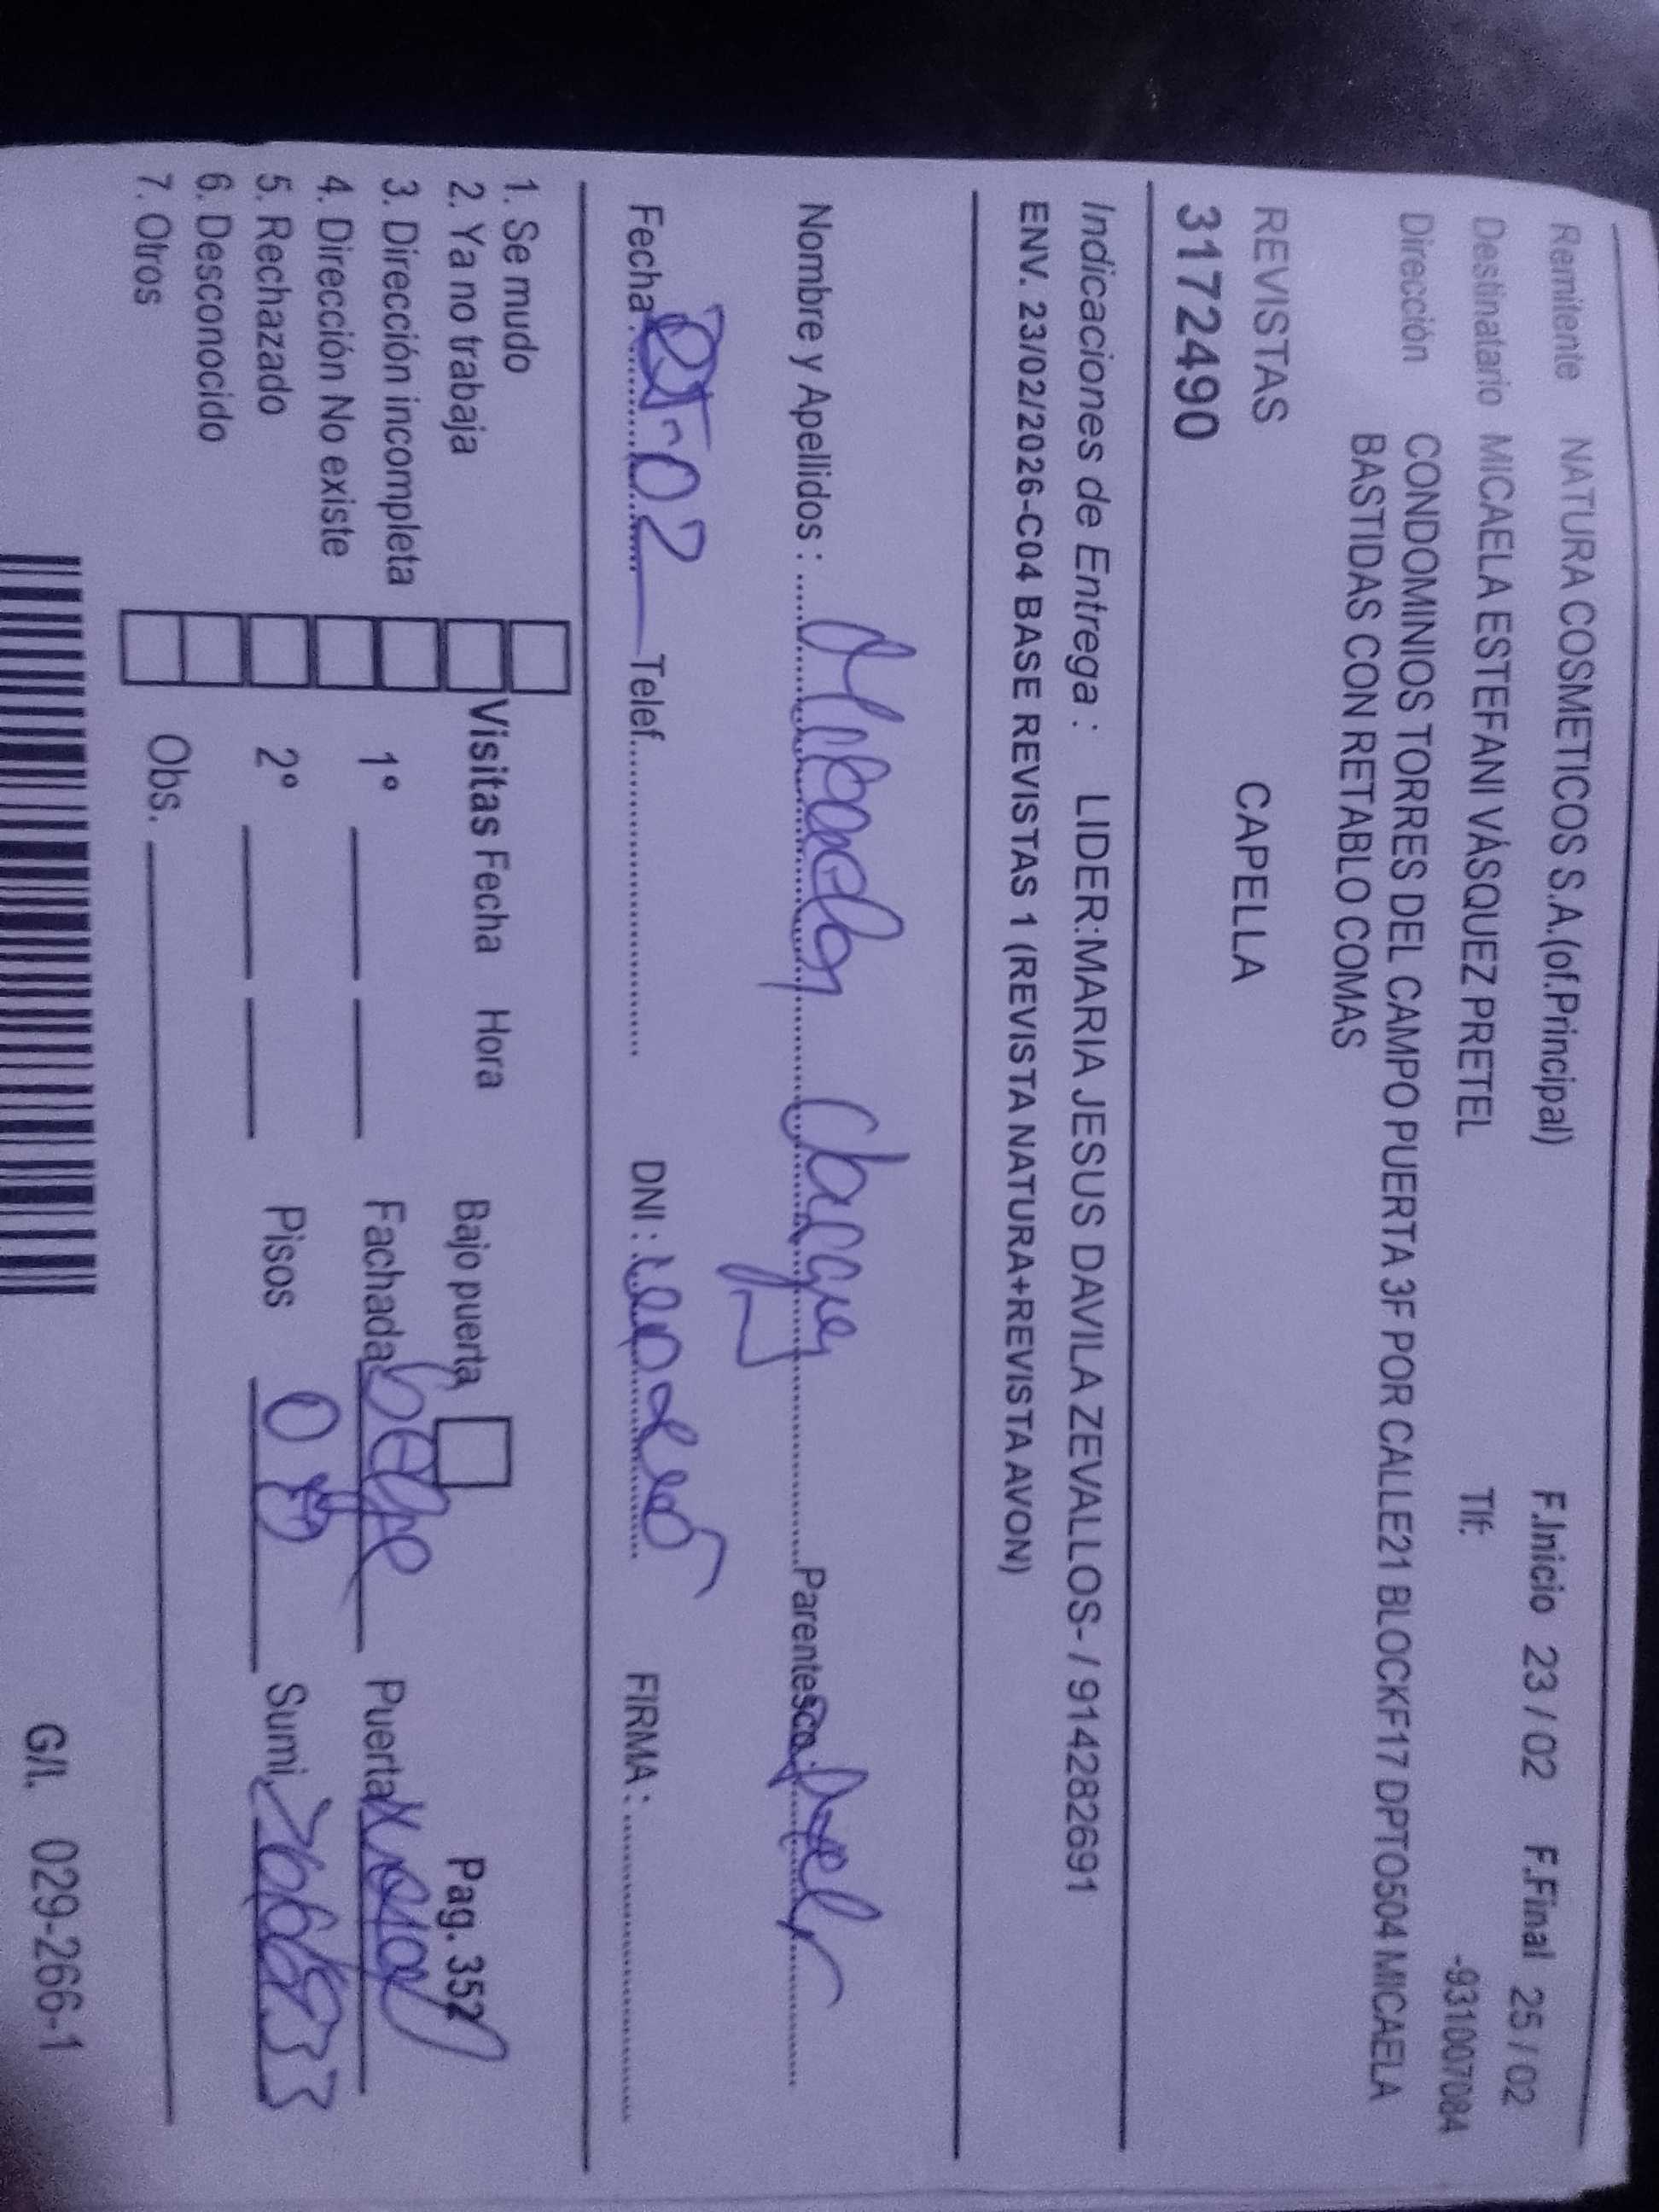 Remitente NATURA COSMETICOS S.A.(of.Principal) F.Inicio 23 / 02 F.Final 25 / 02
Destinatario MICAELA ESTEFANI VÁSQUEZ PRETEL Tlf: -931007084
Dirección CONDOMINIOS TORRES DEL CAMPO PUERTA 3F POR CALLE21 BLOCKF17 DPTO504 MICAELA
BASTIDAS CON RETABLO COMAS
REVISTAS CAPELLA
3172490
Indicaciones de Entrega : LIDER:MARIA JESUS DAVILA ZEVALLOS- / 914282691
ENV. 23/02/2026-C04 BASE REVISTAS 1 (REVISTA NATURA+REVISTA AVON)
Nombre y Apellidos : Parentesco
Fecha -02 Telef. DNI : FIRMA :
1. Se mudo
2. Ya no trabaja Visitas Fecha Hora Bajo puerta Pag. 352
3. Dirección incompleta 1° Fachada Puerta
4. Dirección No existe
5. Rechazado 2° Pisos Sumi
6. Desconocido
7. Otros Obs.
G/I. 029-266-1